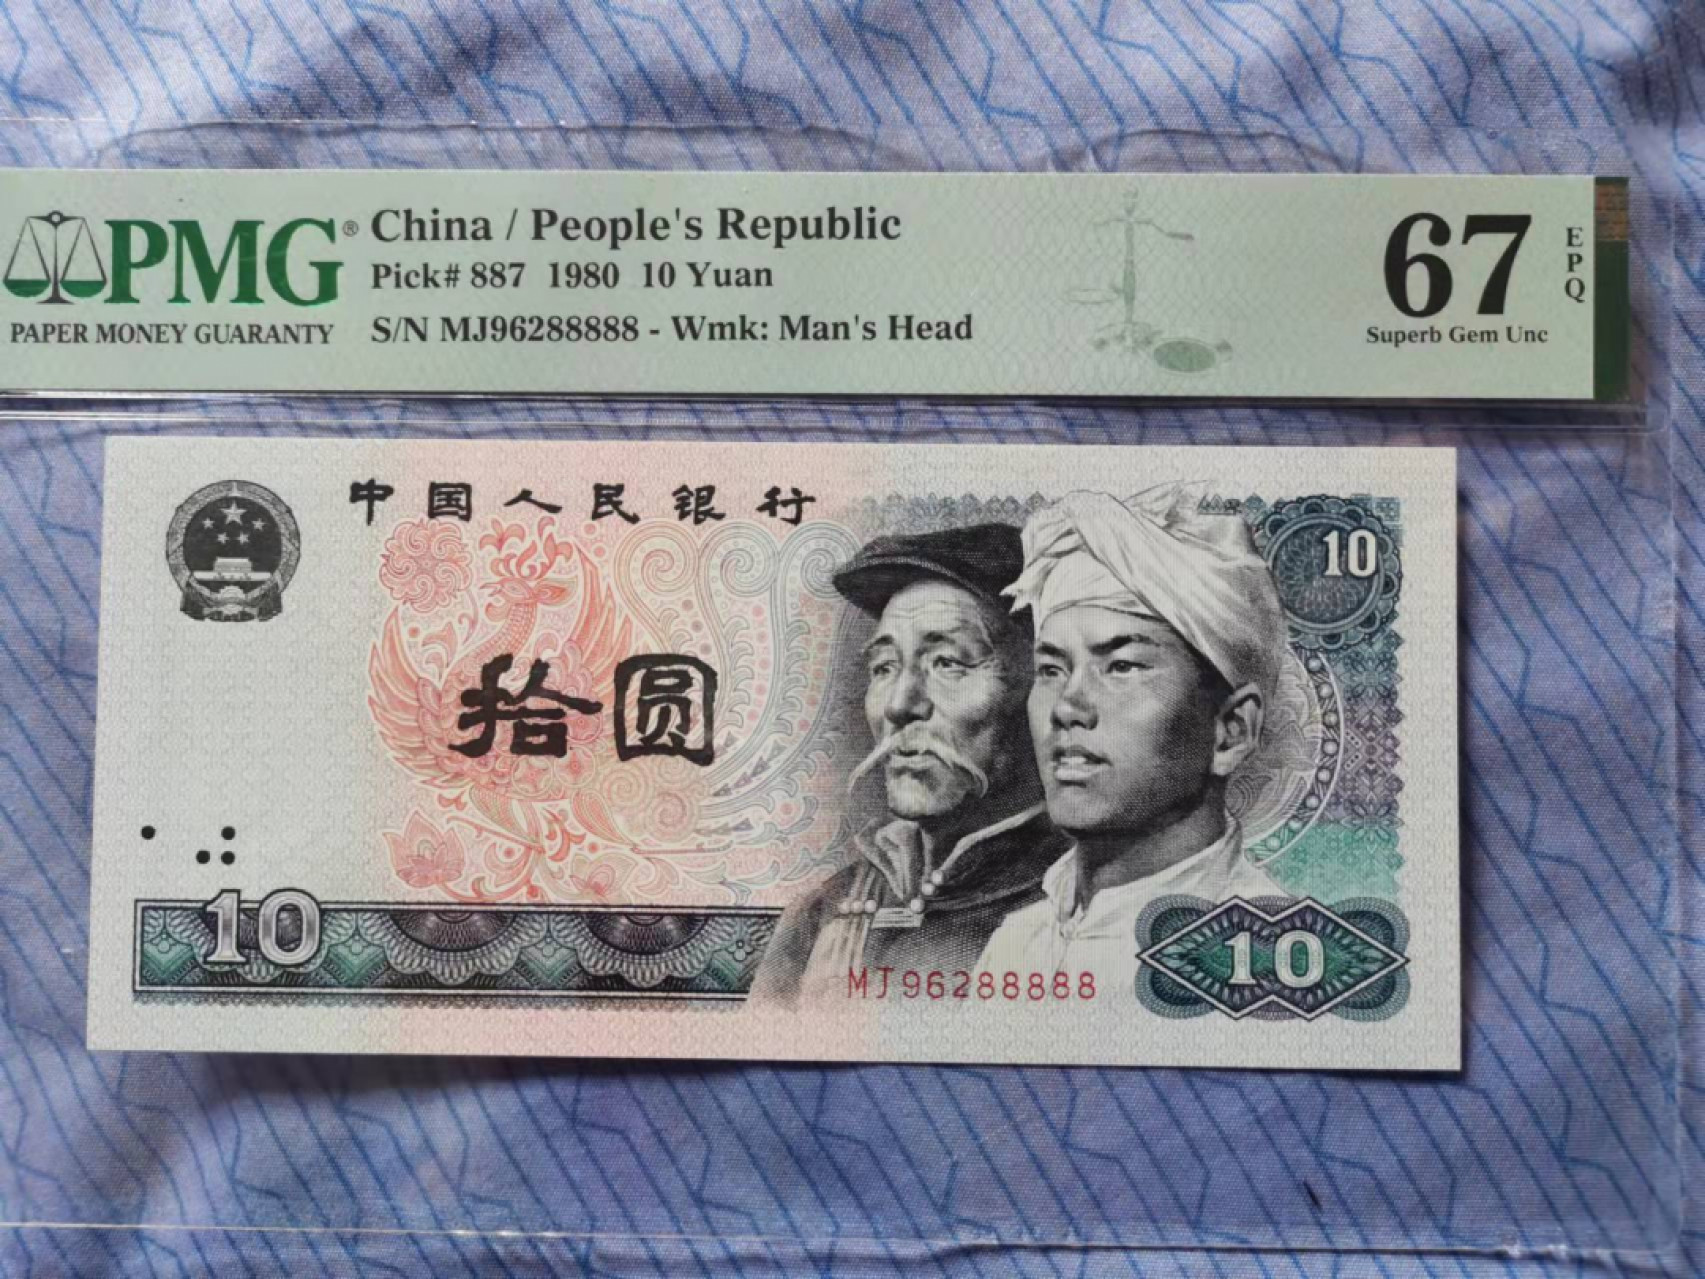 PMG®
PAPER MONEY GUARANTY
China / People's Republic
Pick# 887 1980 10 Yuan
S/N MJ96288888 - Wmk: Man's Head
67
EPQ
Superb Gem Unc
中国人民银行
10
拾圆
10
MJ96288888
10